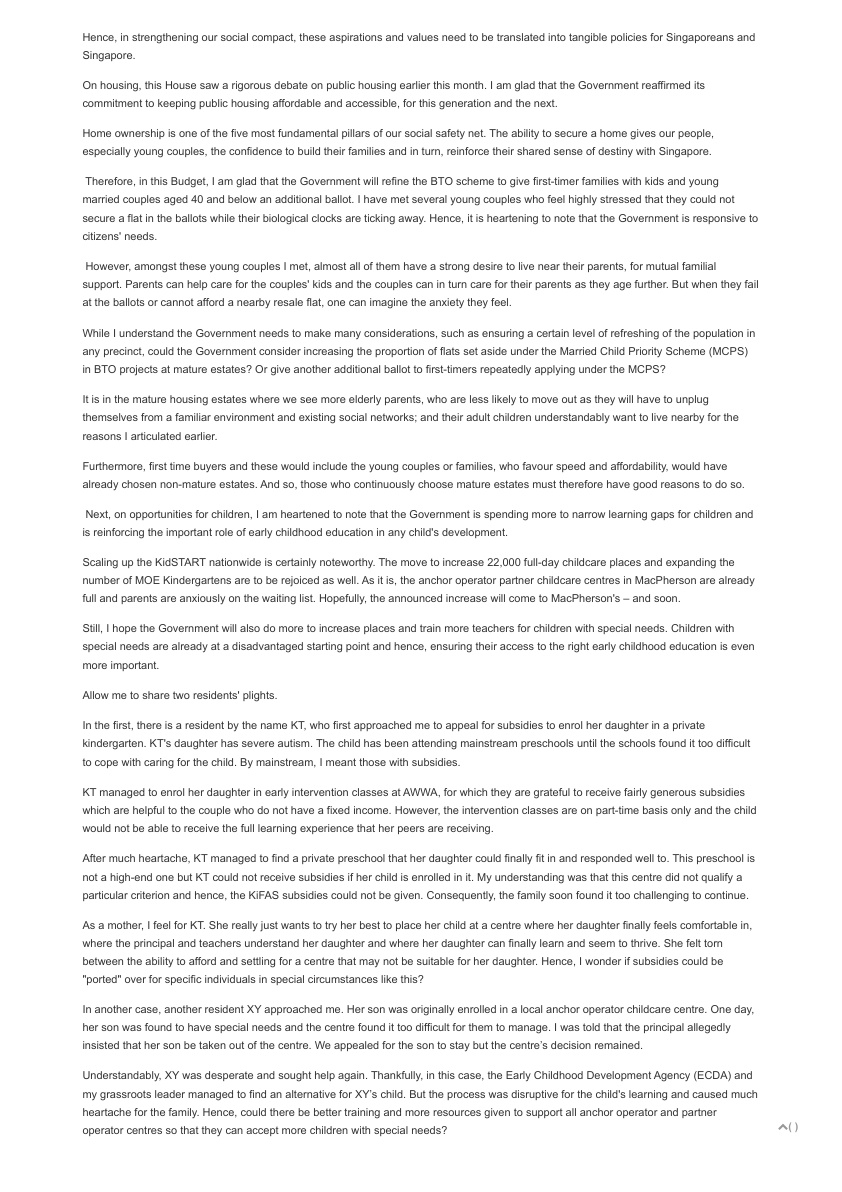 Hence, in strengthening our social compact, these aspirations and values need to be translated into tangible policies for Singaporeans and
Singapore.
On housing, this House saw a rigorous debate on public housing earlier this month. I am glad that the Government reaffirmed its
commitment to keeping public housing affordable and accessible, for this generation and the next.
Home ownership is one of the five most fundamental pillars of our social safety net. The ability to secure a home gives our people,
especially young couples, the confidence to build their families and in turn, reinforce their shared sense of destiny with Singapore.
Therefore, in this Budget, I am glad that the Government will refine the BTO scheme to give first-timer families with kids and young
married couples aged 40 and below an additional ballot. I have met several young couples who feel highly stressed that they could not
secure a flat in the ballots while their biological clocks are ticking away. Hence, it is heartening to note that the Government is responsive to
citizens' needs.
However, amongst these young couples I met, almost all of them have a strong desire to live near their parents, for mutual familial
support. Parents can help care for the couples' kids and the couples can in turn care for their parents as they age further. But when they fail
at the ballots or cannot afford a nearby resale flat, one can imagine the anxiety they feel.
While I understand the Government needs to make many considerations, such as ensuring a certain level of refreshing of the population in
any precinct, could the Government consider increasing the proportion of flats set aside under the Married Child Priority Scheme (MCPS)
in BTO projects at mature estates? Or give another additional ballot to first-timers repeatedly applying under the MCPS?
It is in the mature housing estates where we see more elderly parents, who are less likely to move out as they will have to unplug
themselves from a familiar environment and existing social networks; and their adult children understandably want to live nearby for the
reasons I articulated earlier.
Furthermore, first time buyers and these would include the young couples or families, who favour speed and affordability, would have
already chosen non-mature estates. And so, those who continuously choose mature estates must therefore have good reasons to do so.
Next, on opportunities for children, I am heartened to note that the Government is spending more to narrow learning gaps for children and
is reinforcing the important role of early childhood education in any child's development.
Scaling up the KidSTART nationwide is certainly noteworthy. The move to increase 22,000 full-day childcare places and expanding the
number of MOE Kindergartens are to be rejoiced as well. As it is, the anchor operator partner childcare centres in MacPherson are already
full and parents are anxiously on the waiting list. Hopefully, the announced increase will come to MacPherson's – and soon.
Still, I hope the Government will also do more to increase places and train more teachers for children with special needs. Children with
special needs are already at a disadvantaged starting point and hence, ensuring their access to the right early childhood education is even
more important.
Allow me to share two residents' plights.
In the first, there is a resident by the name KT, who first approached me to appeal for subsidies to enrol her daughter in a private
kindergarten. KT's daughter has severe autism. The child has been attending mainstream preschools until the schools found it too difficult
to cope with caring for the child. By mainstream, I meant those with subsidies.
KT managed to enrol her daughter in early intervention classes at AWWA, for which they are grateful to receive fairly generous subsidies
which are helpful to the couple who do not have a fixed income. However, the intervention classes are on part-time basis only and the child
would not be able to receive the full learning experience that her peers are receiving.
After much heartache, KT managed to find a private preschool that her daughter could finally fit in and responded well to. This preschool is
not a high-end one but KT could not receive subsidies if her child is enrolled in it. My understanding was that this centre did not qualify a
particular criterion and hence, the KiFAS subsidies could not be given. Consequently, the family soon found it too challenging to continue.
As a mother, I feel for KT. She really just wants to try her best to place her child at a centre where her daughter finally feels comfortable in,
where the principal and teachers understand her daughter and where her daughter can finally learn and seem to thrive. She felt torn
between the ability to afford and settling for a centre that may not be suitable for her daughter. Hence, I wonder if subsidies could be
"ported" over for specific individuals in special circumstances like this?
In another case, another resident XY approached me. Her son was originally enrolled in a local anchor operator childcare centre. One day,
her son was found to have special needs and the centre found it too difficult for them to manage. I was told that the principal allegedly
insisted that her son be taken out of the centre. We appealed for the son to stay but the centre’s decision remained.
Understandably, XY was desperate and sought help again. Thankfully, in this case, the Early Childhood Development Agency (ECDA) and
my grassroots leader managed to find an alternative for XY’s child. But the process was disruptive for the child's learning and caused much
heartache for the family. Hence, could there be better training and more resources given to support all anchor operator and partner
operator centres so that they can accept more children with special needs?
( )